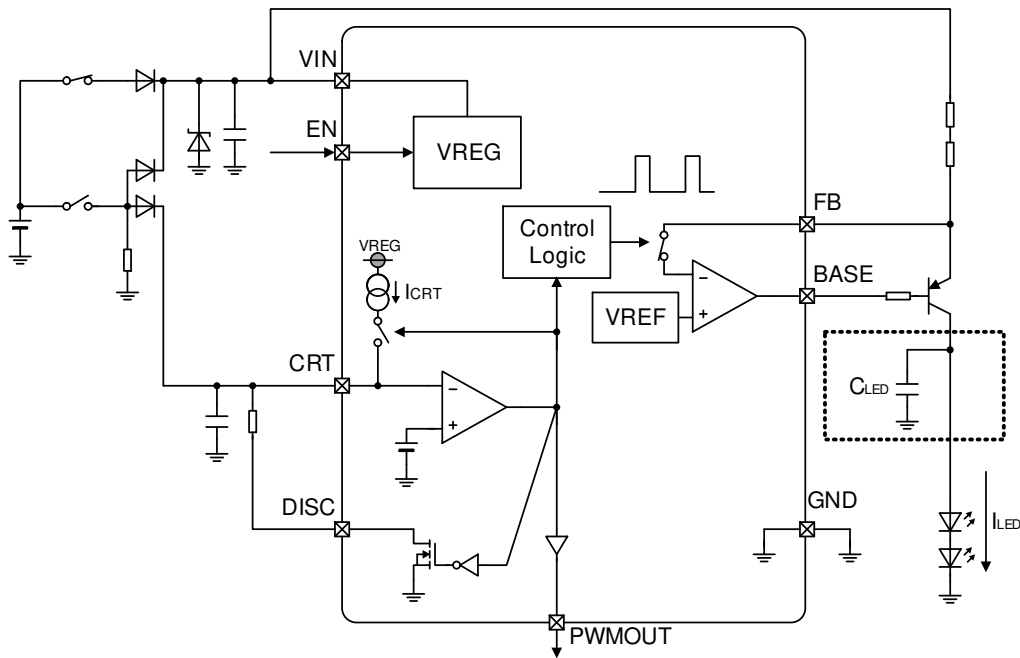 VIN
EN
VREG
FB
Control
Logic
VREG
ICRT
BASE
VREF
−
+
CRT
−
+
CLED
DISC
GND
ILED
PWMOUT